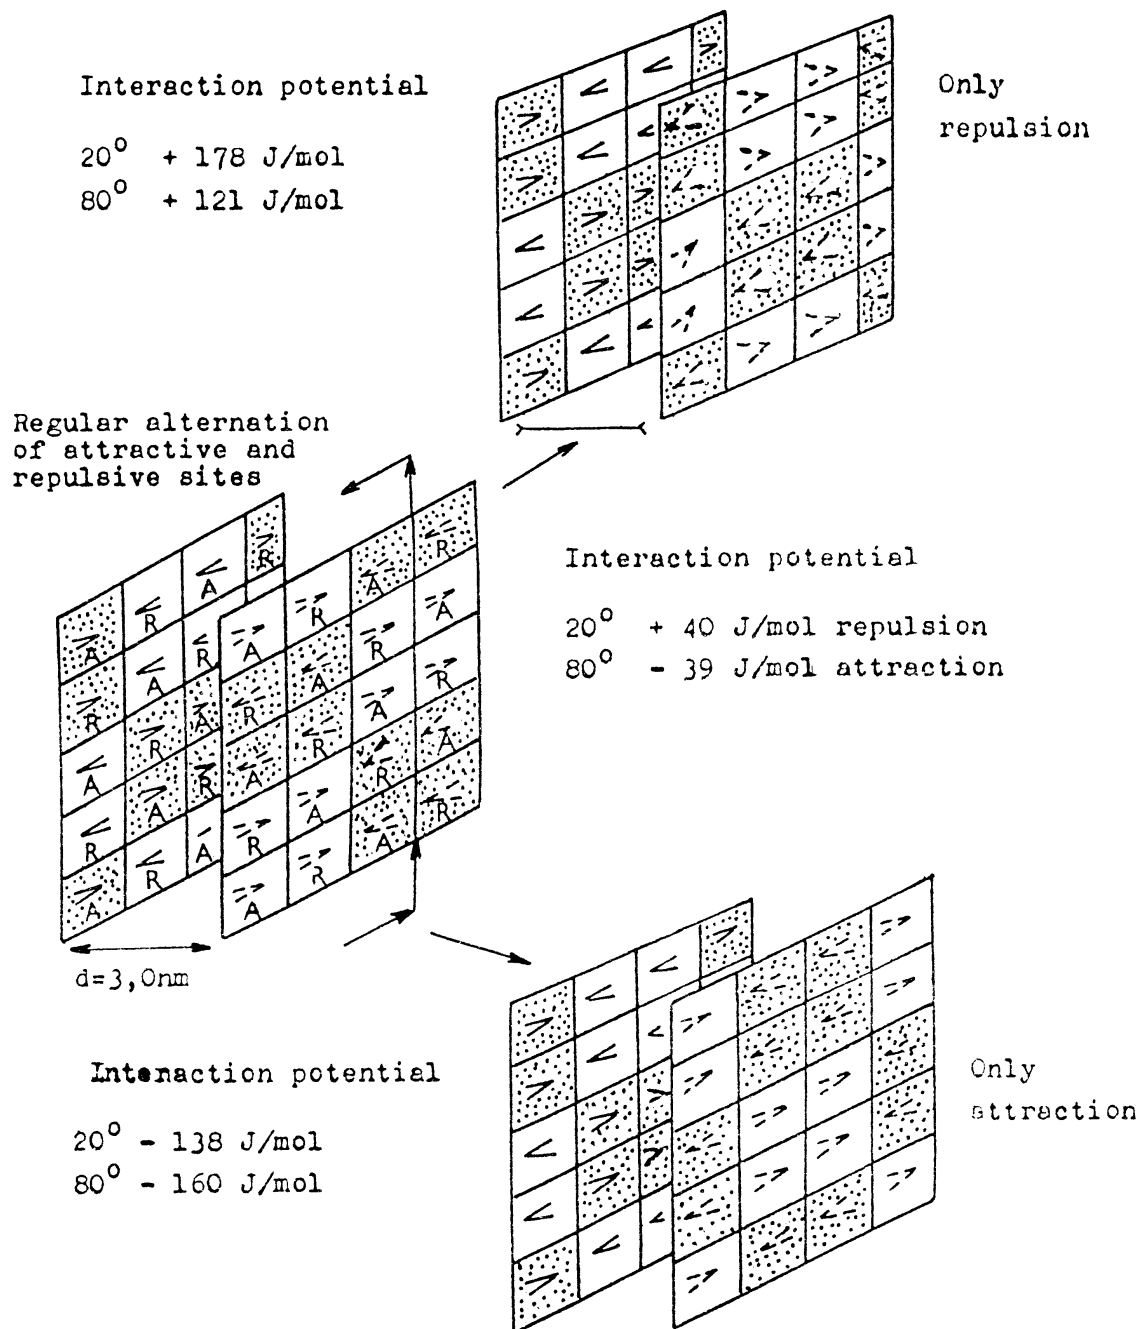 Interaction potential
20° + 178 J/mol
80° + 121 J/mol
Only
repulsion
Regular alternation
of attractive and
repulsive sites
Interaction potential
20° + 40 J/mol repulsion
80° - 39 J/mol attraction
A R A R
R A R
A R A
R A R
A R A
A R A R
R A R A
A R A R
R A R A
A R A R
d=3,0nm
Interaction potential
20° - 138 J/mol
80° - 160 J/mol
Only
attraction